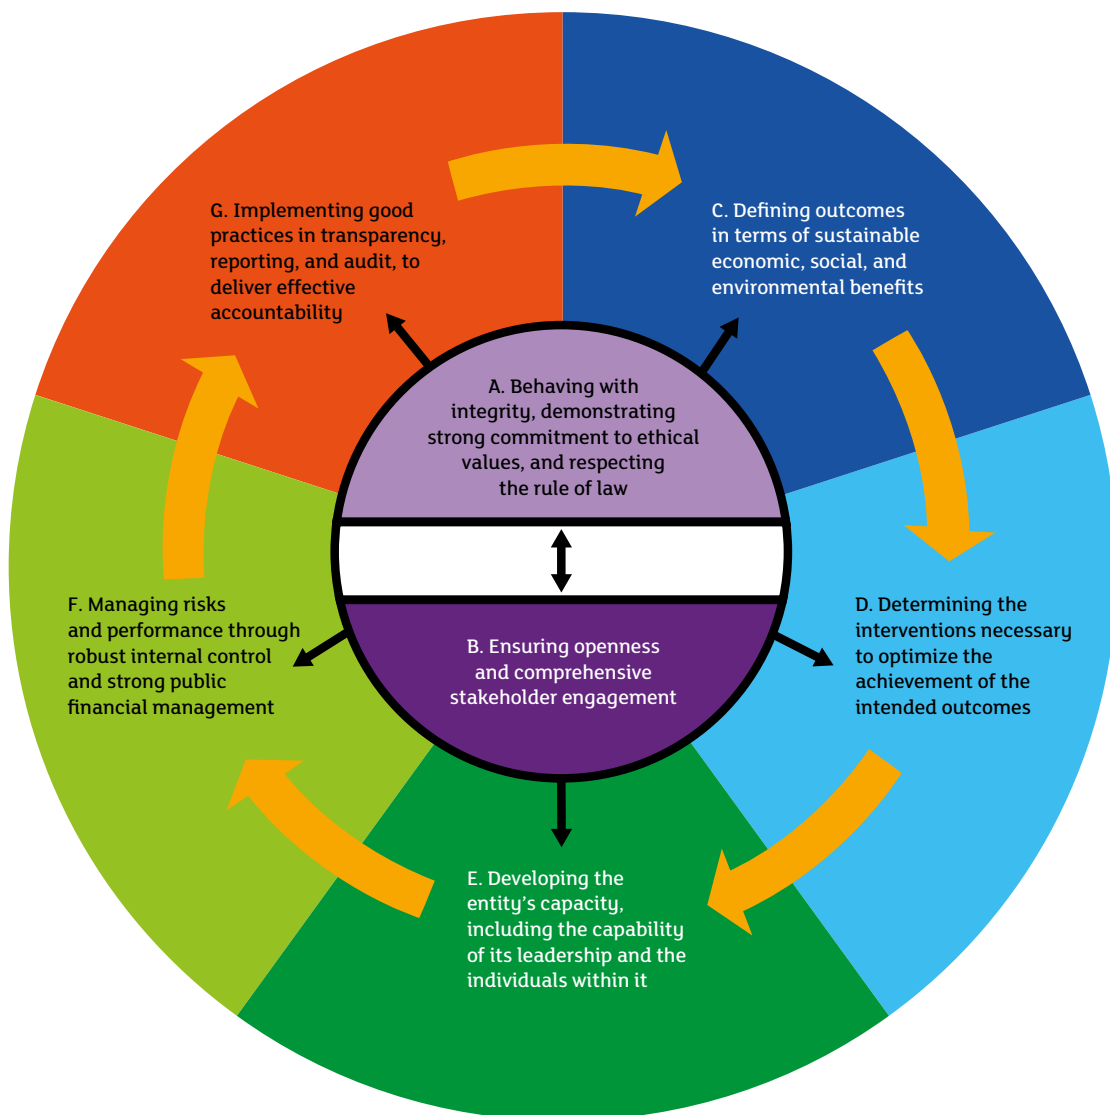 A. Behaving with
integrity, demonstrating
strong commitment to ethical
values, and respecting
the rule of law
B. Ensuring openness
and comprehensive
stakeholder engagement
C. Defining outcomes
in terms of sustainable
economic, social, and
environmental benefits
D. Determining the
interventions necessary
to optimize the
achievement of the
intended outcomes
E. Developing the
entity’s capacity,
including the capability
of its leadership and the
individuals within it
F. Managing risks
and performance through
robust internal control
and strong public
financial management
G. Implementing good
practices in transparency,
reporting, and audit, to
deliver effective
accountability